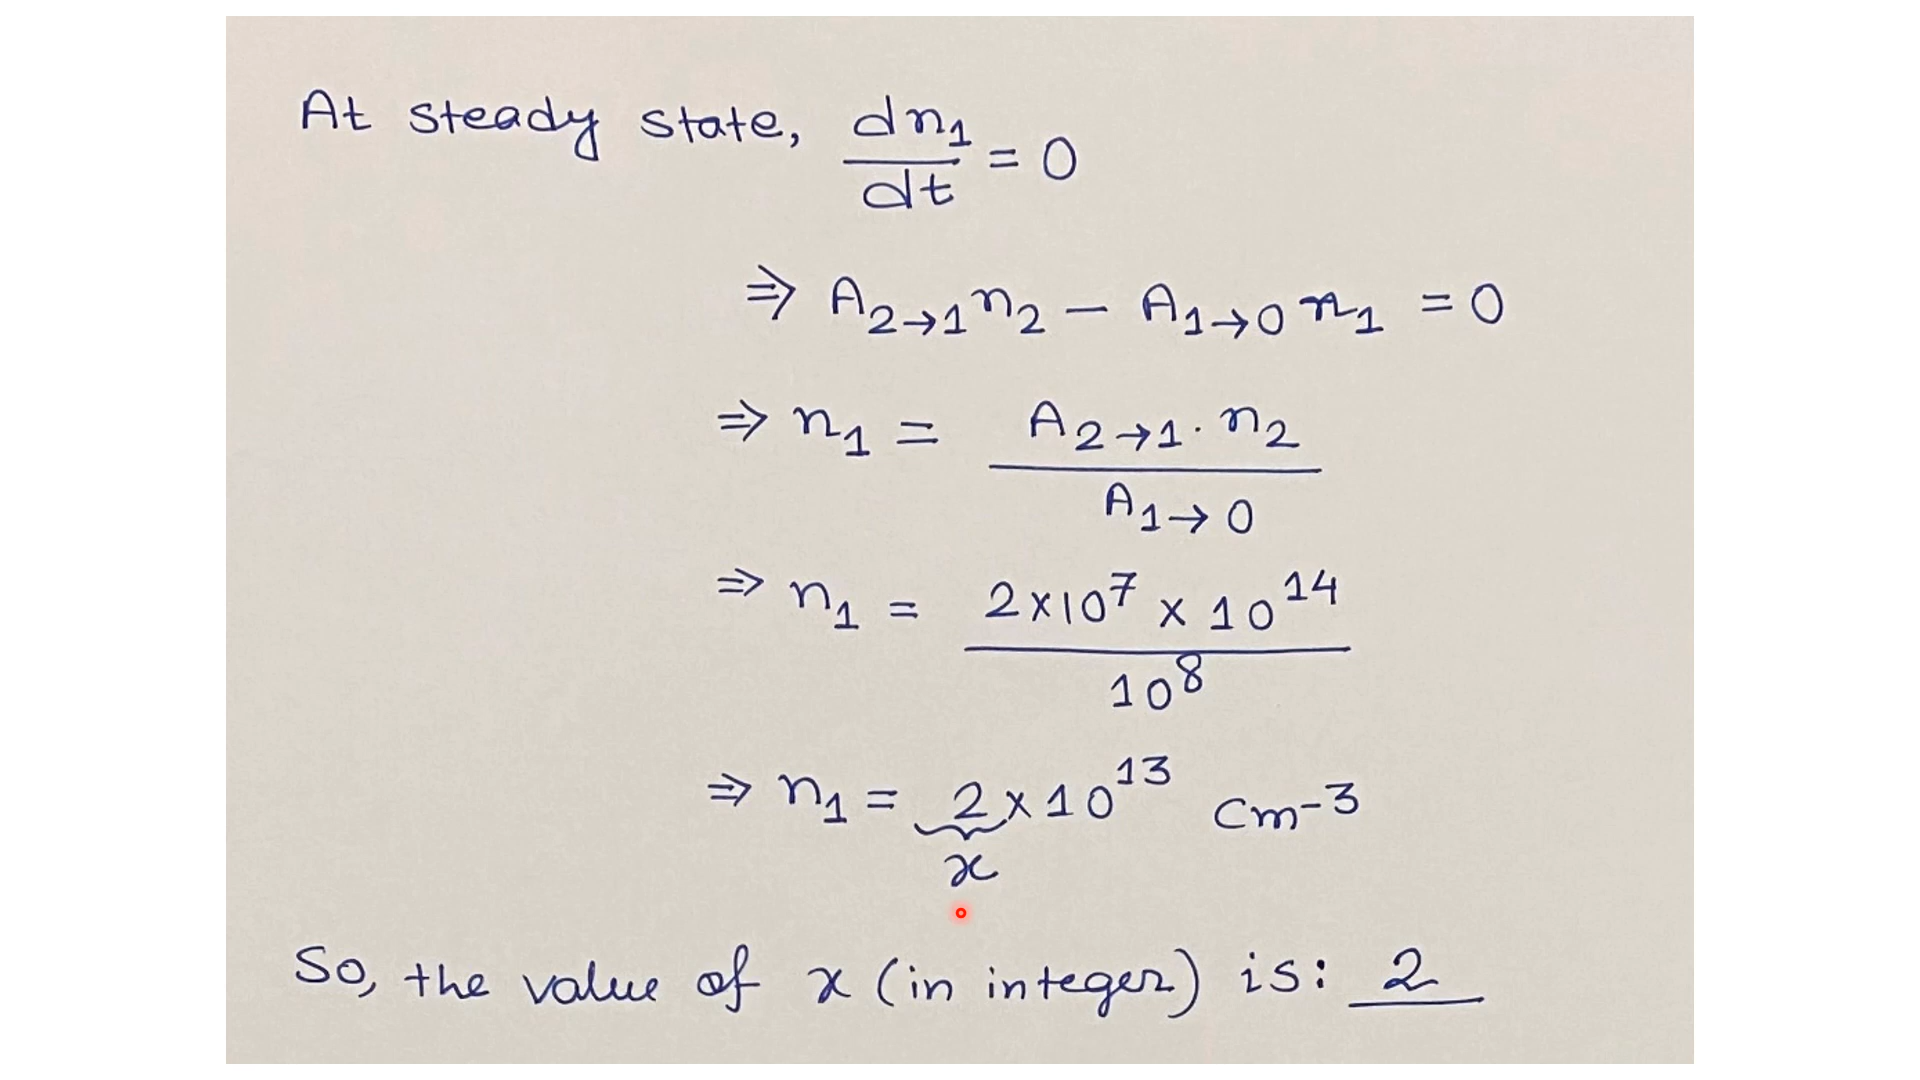 At steady state, dn₁/dt = 0
⇒ A₂→₁n₂ − A₁→₀n₁ = 0
⇒ n₁ = A₂→₁·n₂ / A₁→₀
⇒ n₁ = 2×10⁷ × 10¹⁴ / 10⁸
⇒ n₁ = 2×10¹³ cm⁻³
x
So, the value of x (in integer) is: 2